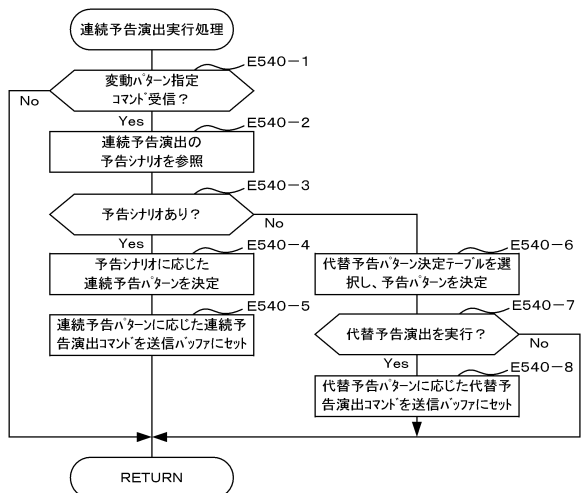 連続予告演出実行処理
E540-1
変動パターン指定
コマンド受信？
No
Yes
E540-2
連続予告演出の
予告シナリオを参照
E540-3
予告シナリオあり？
No
Yes
E540-4
予告シナリオに応じた
連続予告パターンを決定
E540-5
連続予告パターンに応じた連続予
告演出コマンドを送信バッファにセット
E540-6
代替予告パターン決定テーブルを選
択し、予告パターンを決定
E540-7
代替予告演出を実行？
No
Yes
E540-8
代替予告パターンに応じた代替予
告演出コマンドを送信バッファにセット
RETURN